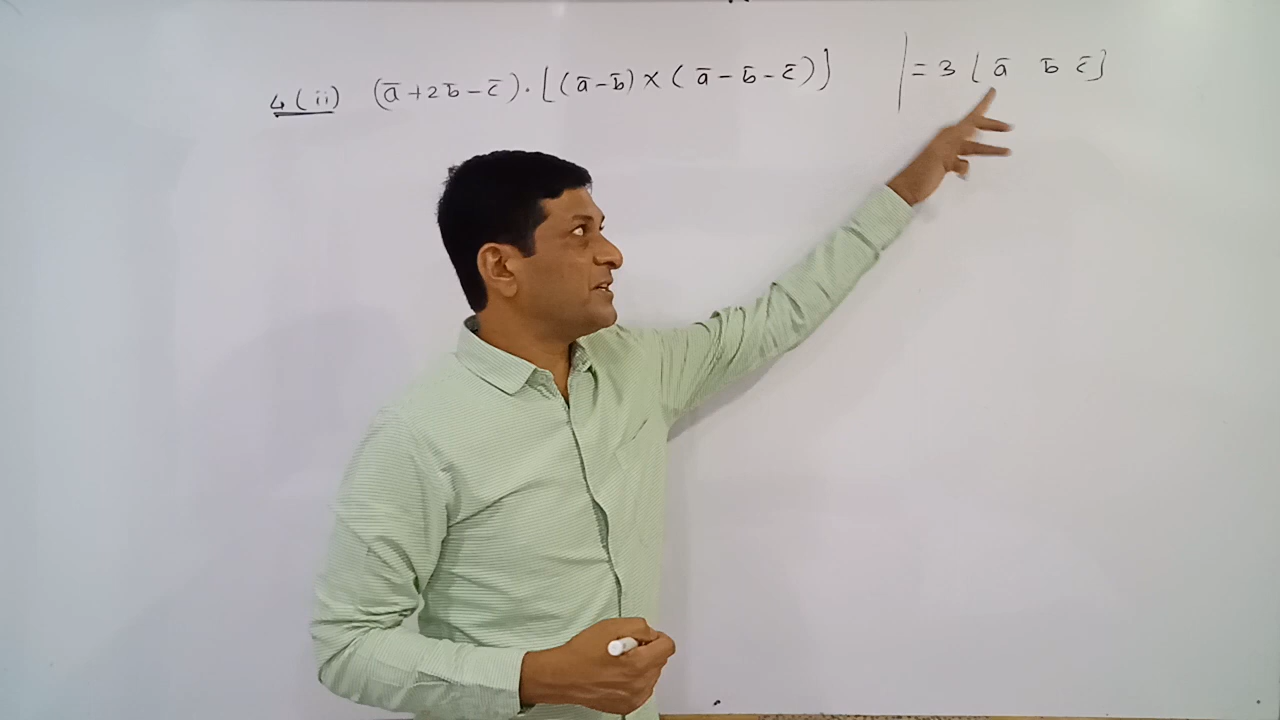 4(ii) (a̅+2b̅-c̅)·[(a̅-b̅)×(a̅-b̅-c̅)] |=3[a̅ b̅ c̅]